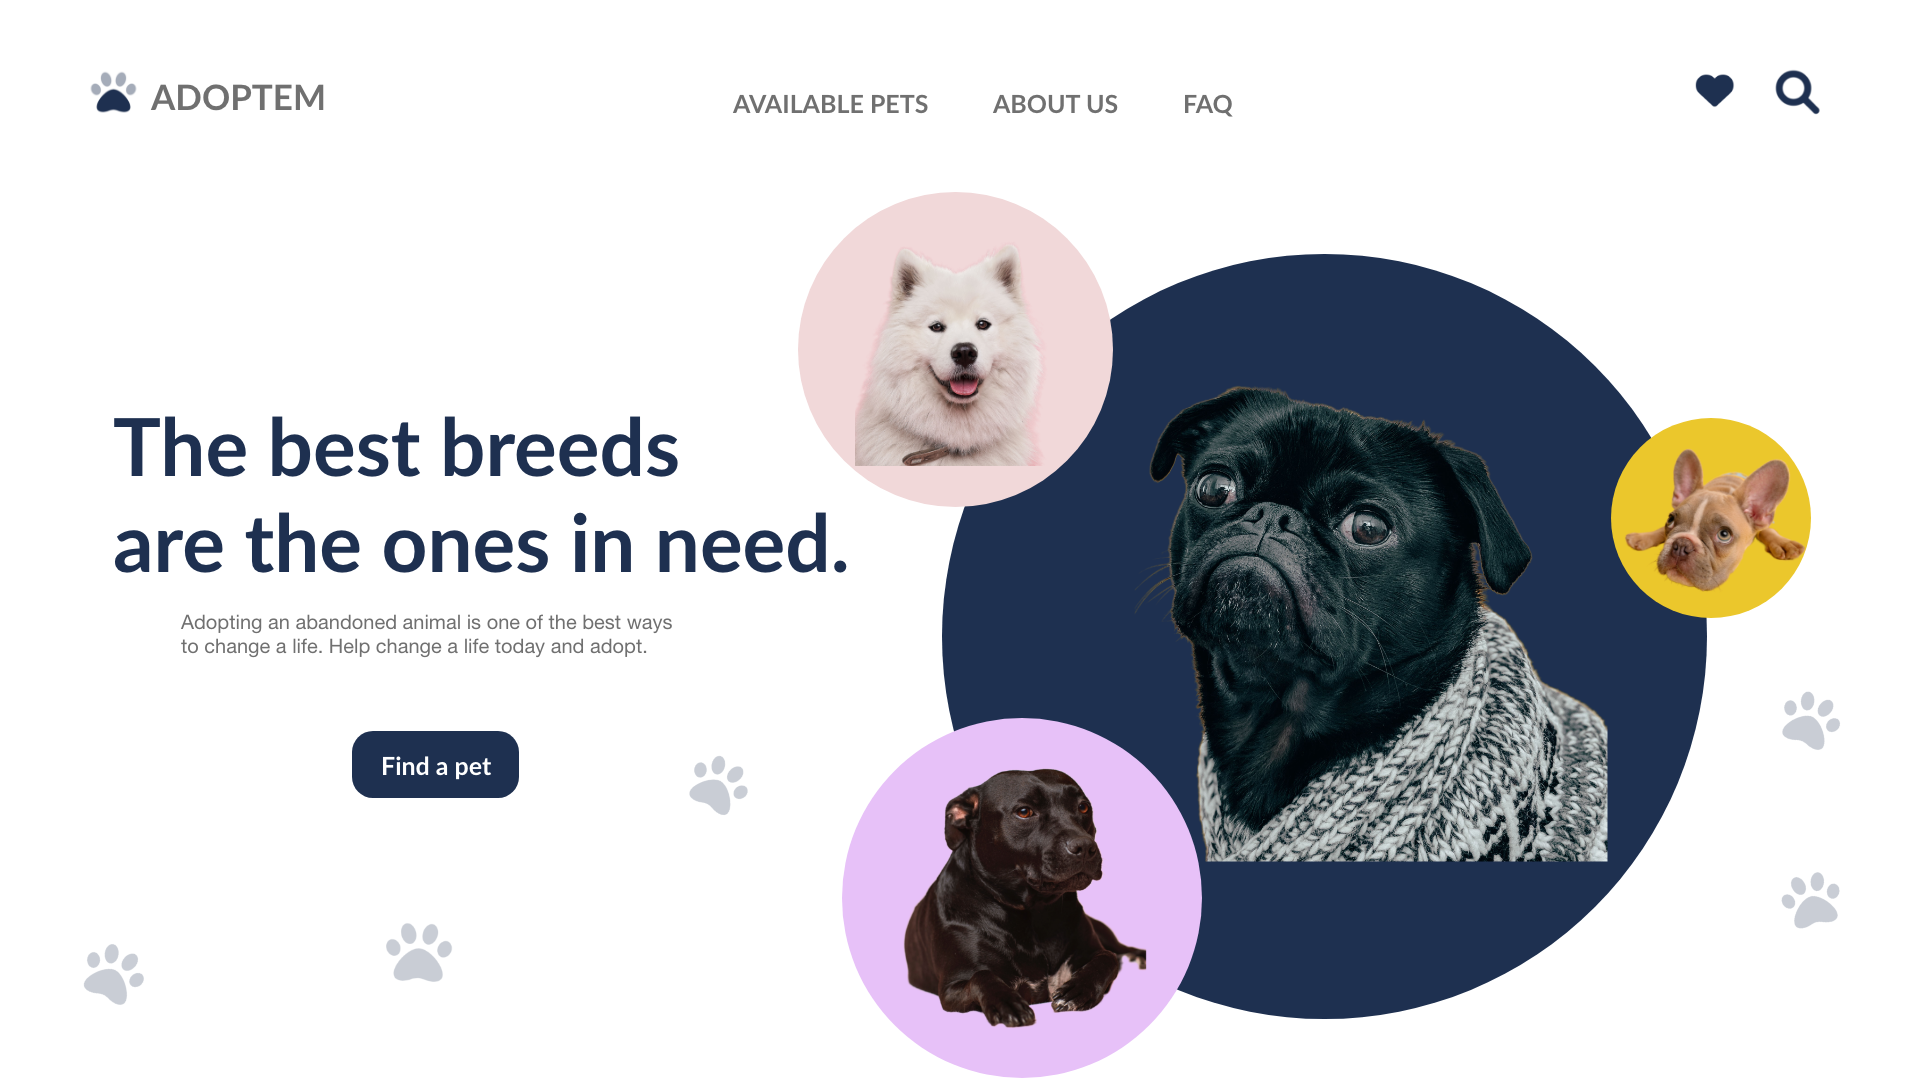 ADOPTEM
AVAILABLE PETS
ABOUT US
FAQ
The best breeds
are the ones in need.
Adopting an abandoned animal is one of the best ways
to change a life. Help change a life today and adopt.
Find a pet